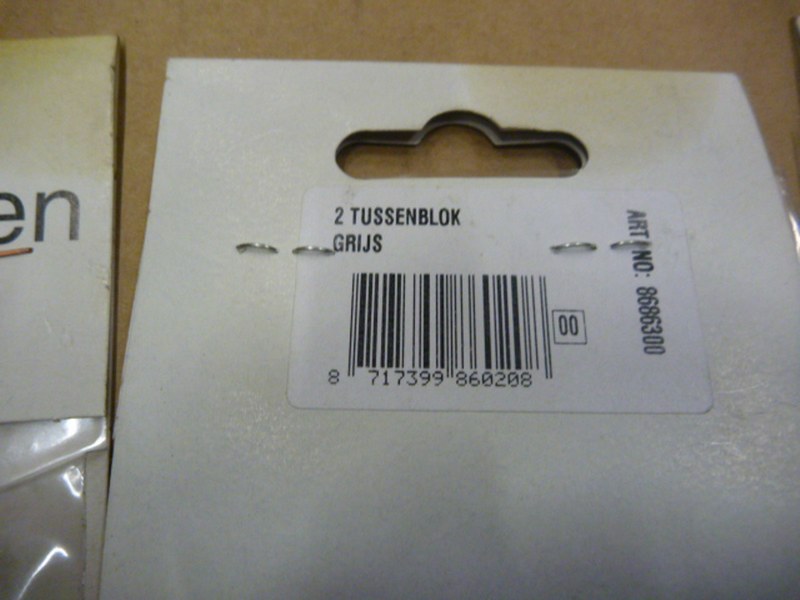 en
2 TUSSENBLOK
GRIJS
00
8 717399 860208
ART NO: 8686300